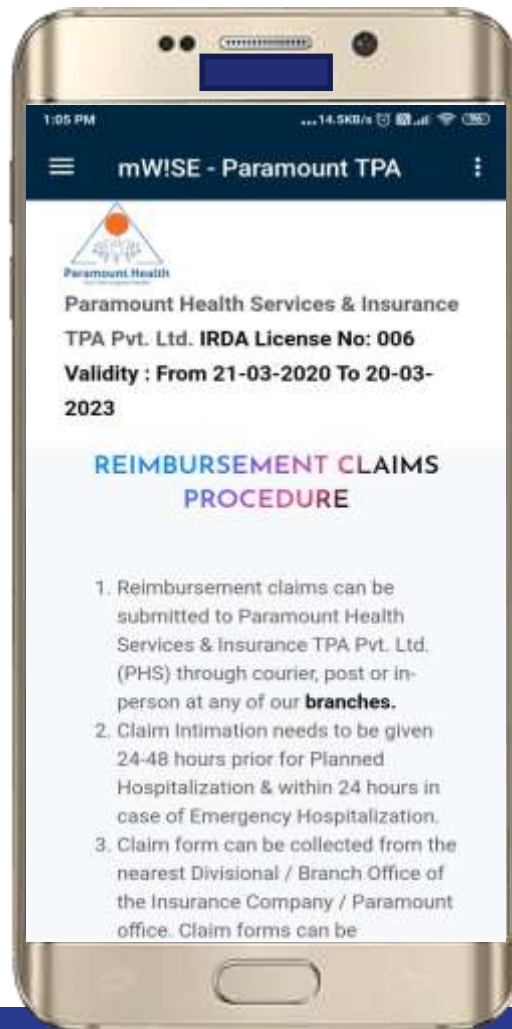 1:05 PM
...14.5KB/s
mW!SE - Paramount TPA
Paramount Health
Paramount Health Services & Insurance
TPA Pvt. Ltd. IRDA License No: 006
Validity : From 21-03-2020 To 20-03-
2023
REIMBURSEMENT CLAIMS
PROCEDURE
1. Reimbursement claims can be
submitted to Paramount Health
Services & Insurance TPA Pvt. Ltd.
(PHS) through courier, post or in-
person at any of our branches.
2. Claim Intimation needs to be given
24-48 hours prior for Planned
Hospitalization & within 24 hours in
case of Emergency Hospitalization.
3. Claim form can be collected from the
nearest Divisional / Branch Office of
the Insurance Company / Paramount
office. Claim forms can be